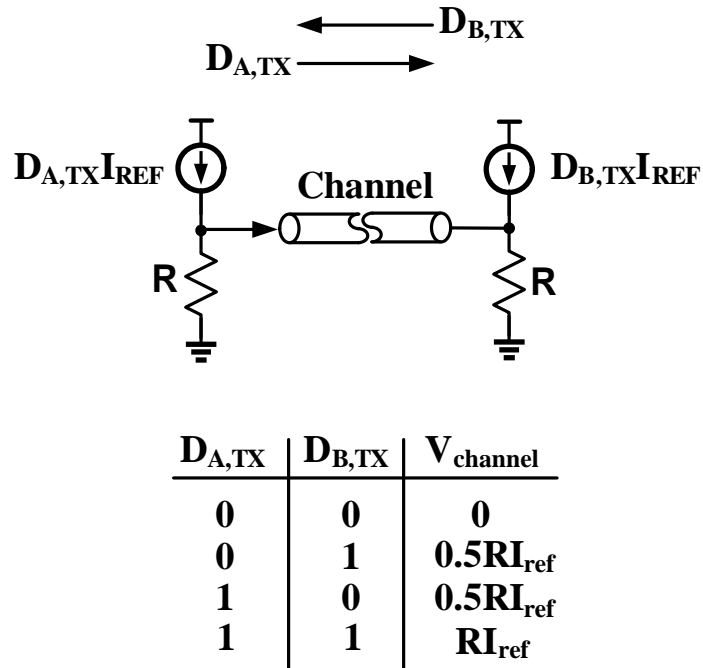 D_B,TX
D_A,TX
D_A,TX I_REF
Channel
D_B,TX I_REF
R
R
D_A,TX D_B,TX V_channel
0 0 0
0 1 0.5RI_ref
1 0 0.5RI_ref
1 1 RI_ref